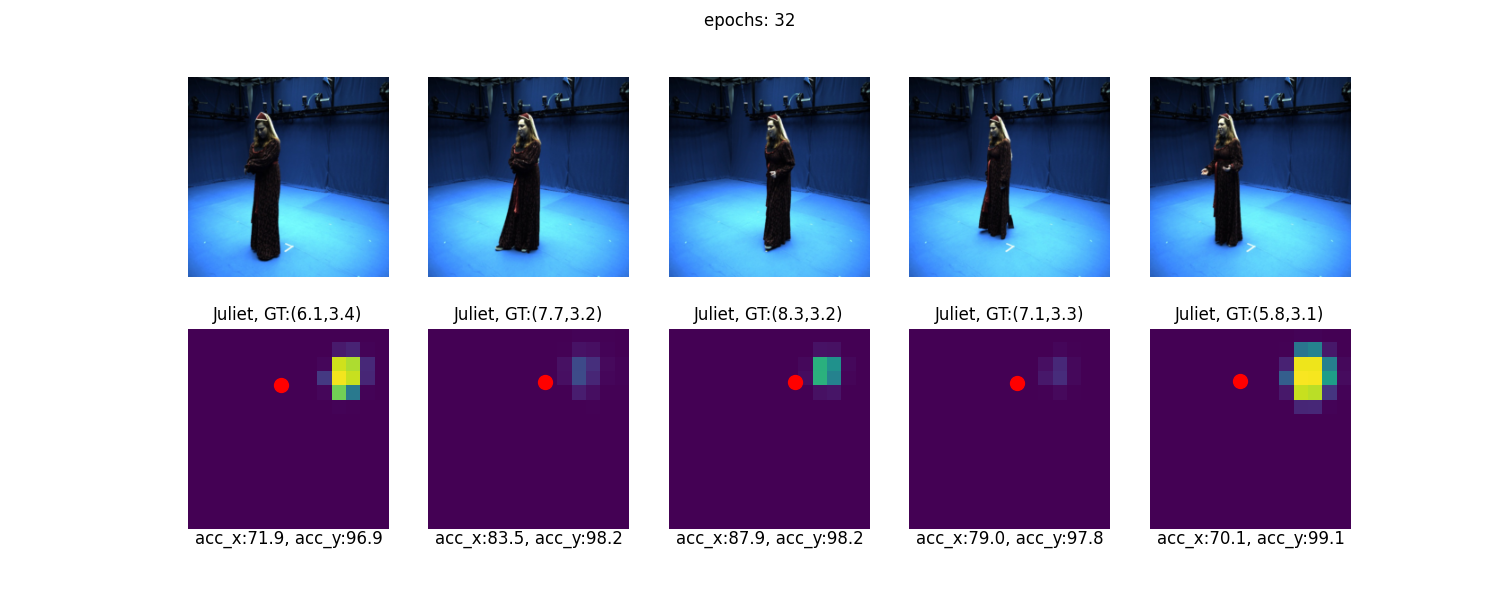 epochs: 32
Juliet, GT:(6.1,3.4)
Juliet, GT:(7.7,3.2)
Juliet, GT:(8.3,3.2)
Juliet, GT:(7.1,3.3)
Juliet, GT:(5.8,3.1)
acc_x:71.9, acc_y:96.9
acc_x:83.5, acc_y:98.2
acc_x:87.9, acc_y:98.2
acc_x:79.0, acc_y:97.8
acc_x:70.1, acc_y:99.1